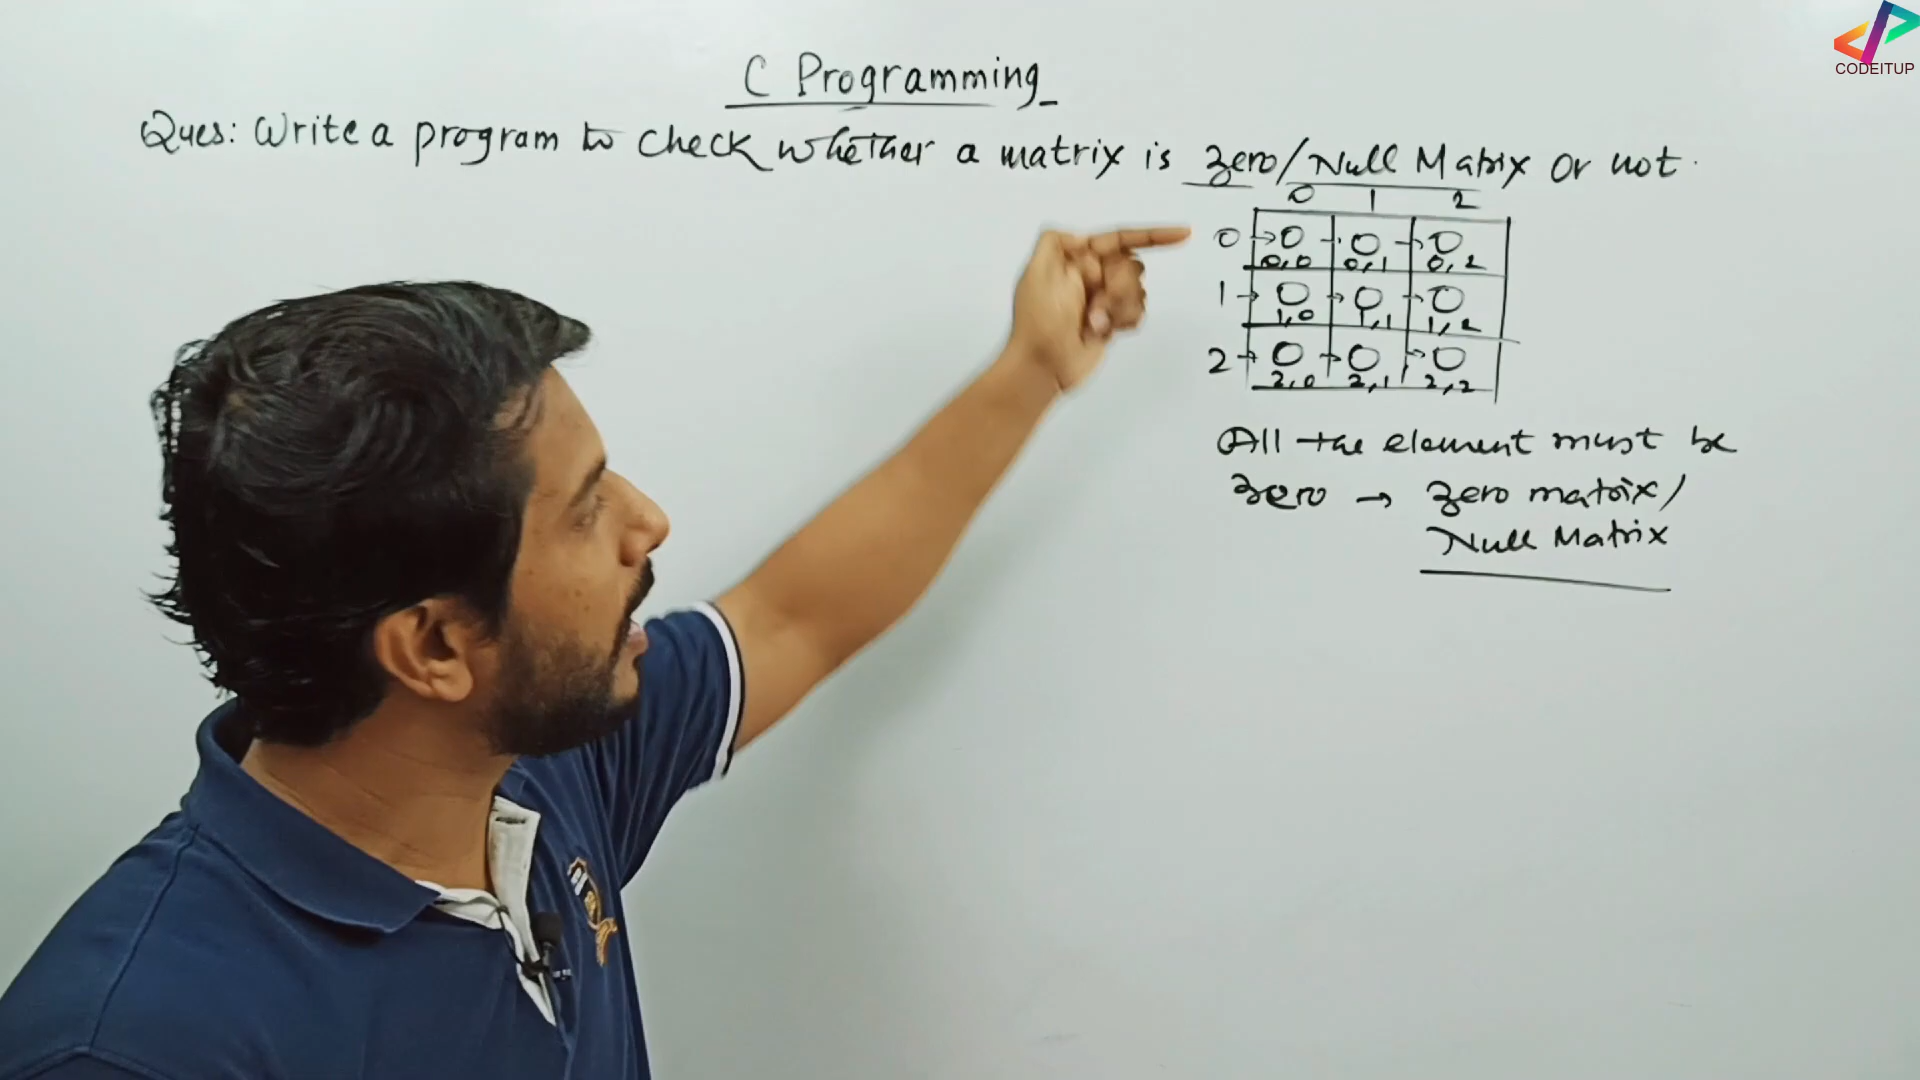 CODEITUP
C Programming
Ques: Write a program to check whether a matrix is zero/Null Matrix or not.
0 1 2
0 0 0 0
0,0 0,1 0,2
1 0 0 0
1,0 1,1 1,2
2 0 0 0
2,0 2,1 2,2
All the element must be
zero → zero matrix/
Null Matrix